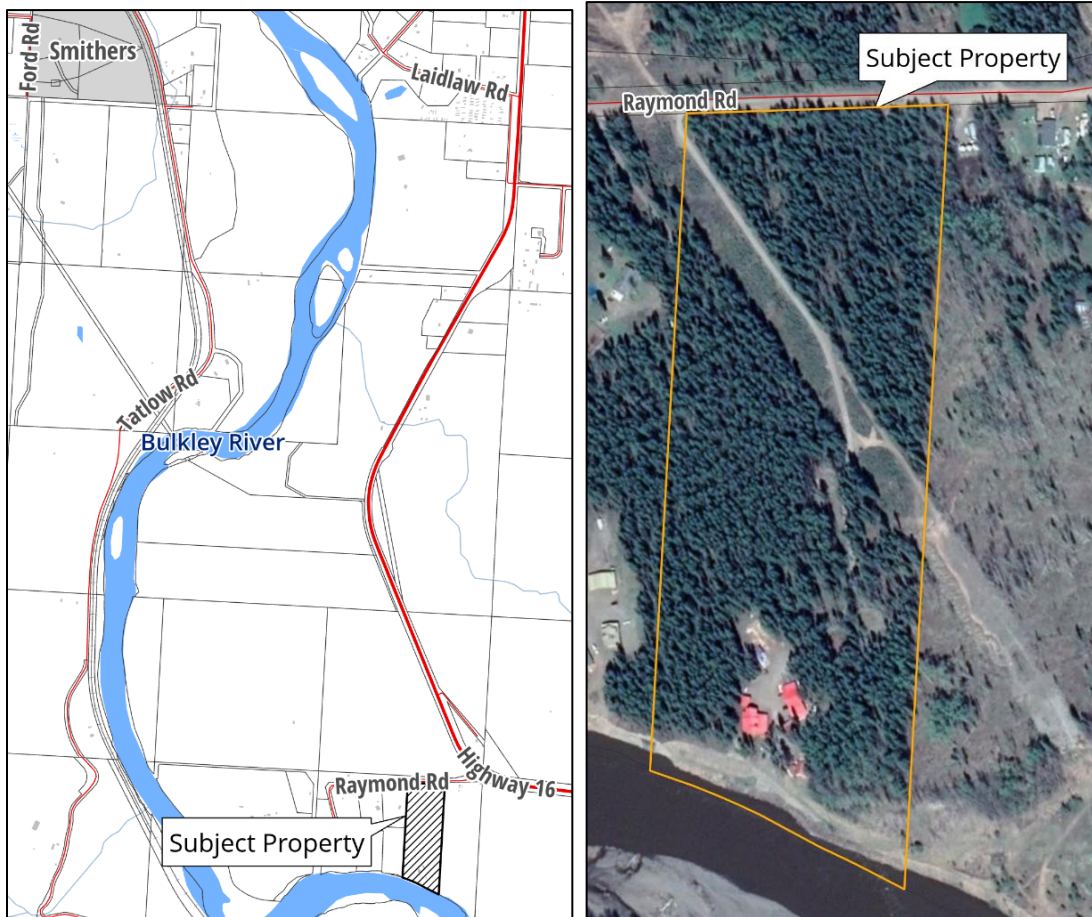 Ford Rd
Smithers
Laidlaw Rd
Tatlow Rd
Bulkley River
Highway 16
Raymond Rd
Subject Property
Subject Property
Raymond Rd